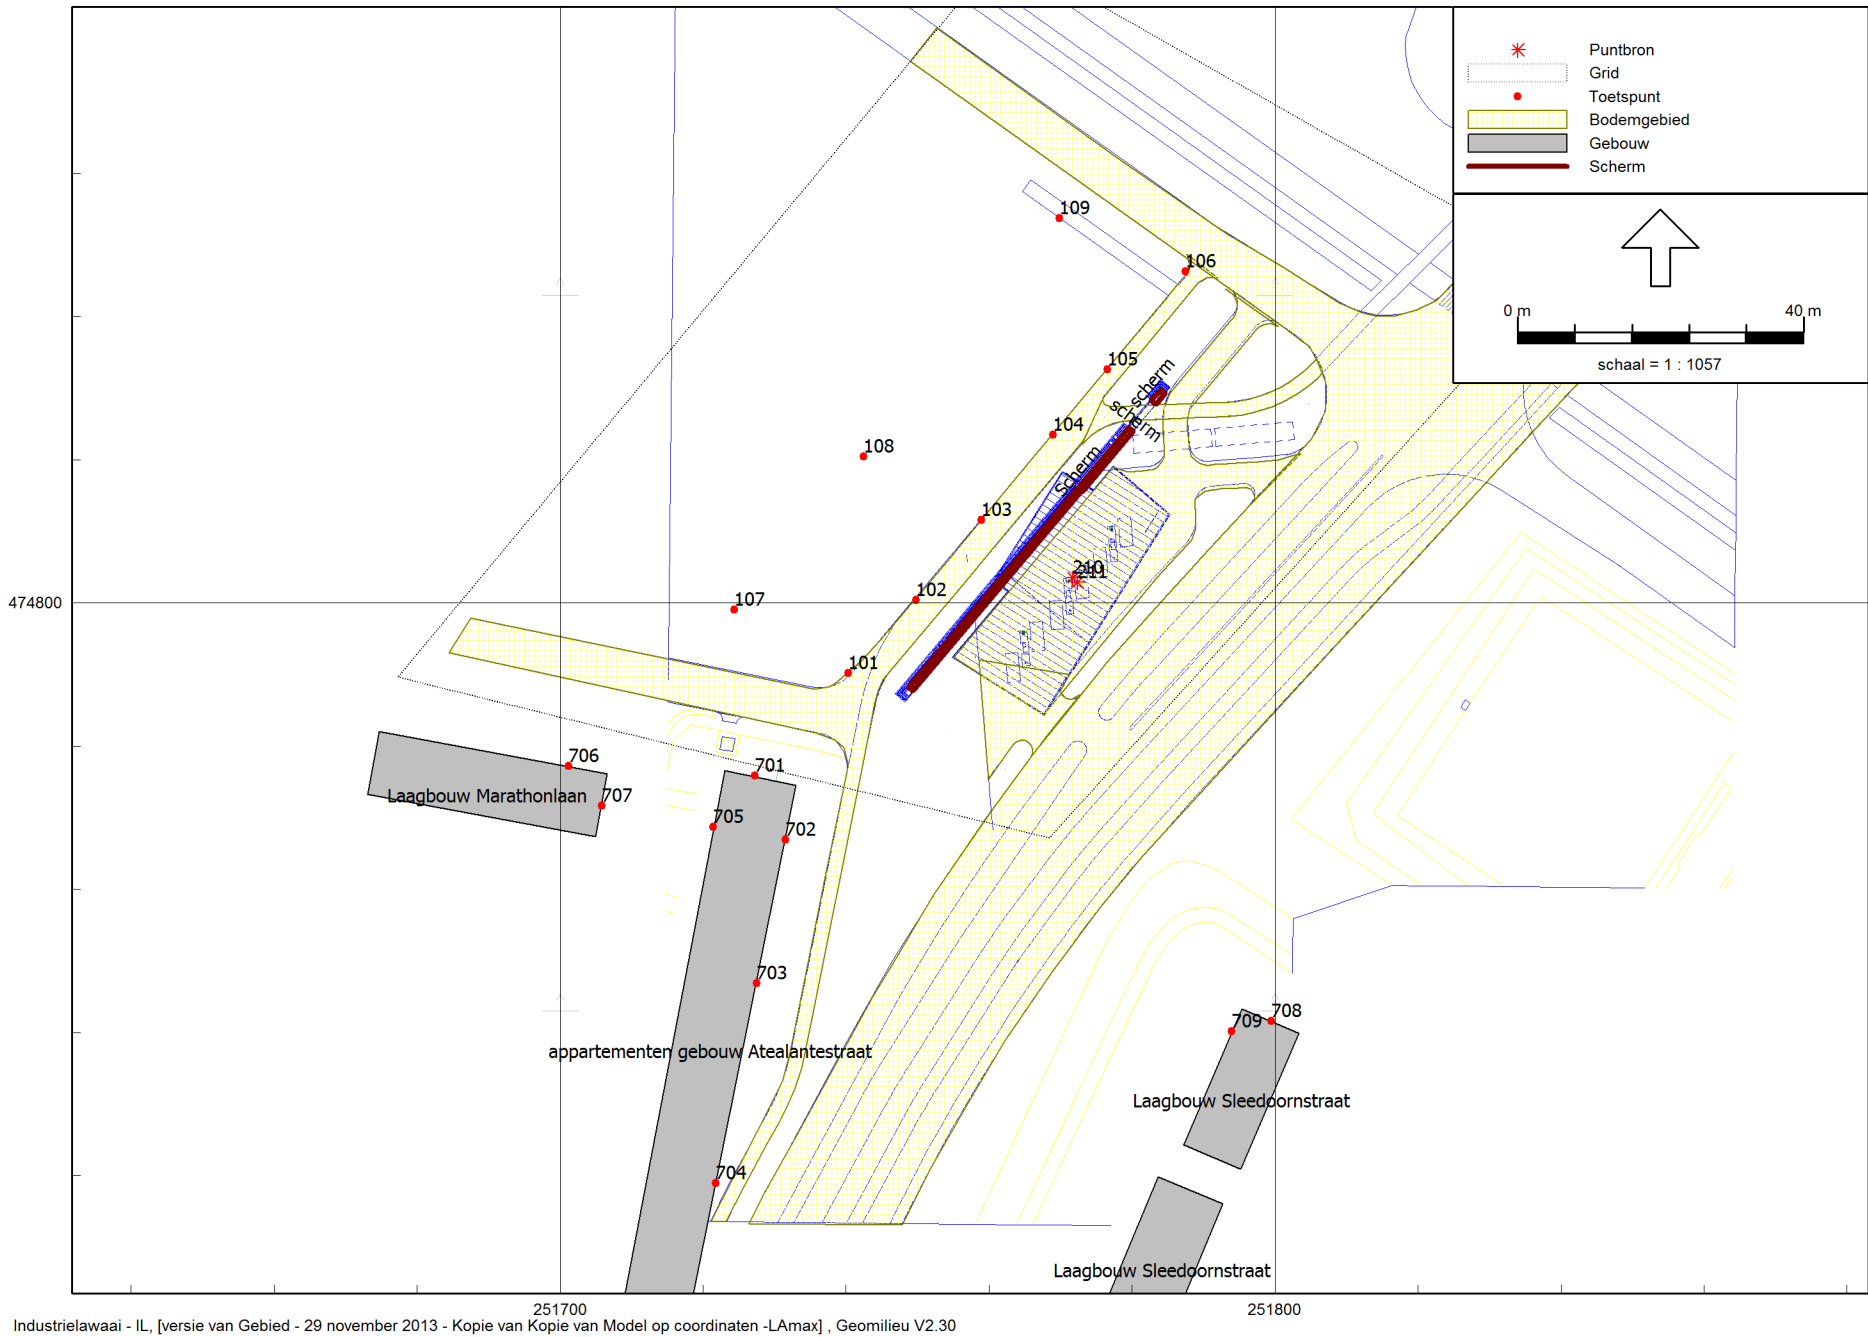 Puntbron
Grid
Toetspunt
Bodemgebied
Gebouw
Scherm
0 m
40 m
schaal = 1 : 1057
109
106
105
scherm
scherm
104
108
Scherm
103
210
211
102
107
474800
101
706
701
Laagbouw Marathonlaan
707
705
702
703
708
709
appartementen gebouw Atealantestraat
Laagbouw Sleedoornstraat
704
Laagbouw Sleedoornstraat
251700
251800
Industrielawaai - IL, [versie van Gebied - 29 november 2013 - Kopie van Kopie van Model op coordinaten -LAmax] , Geomilieu V2.30